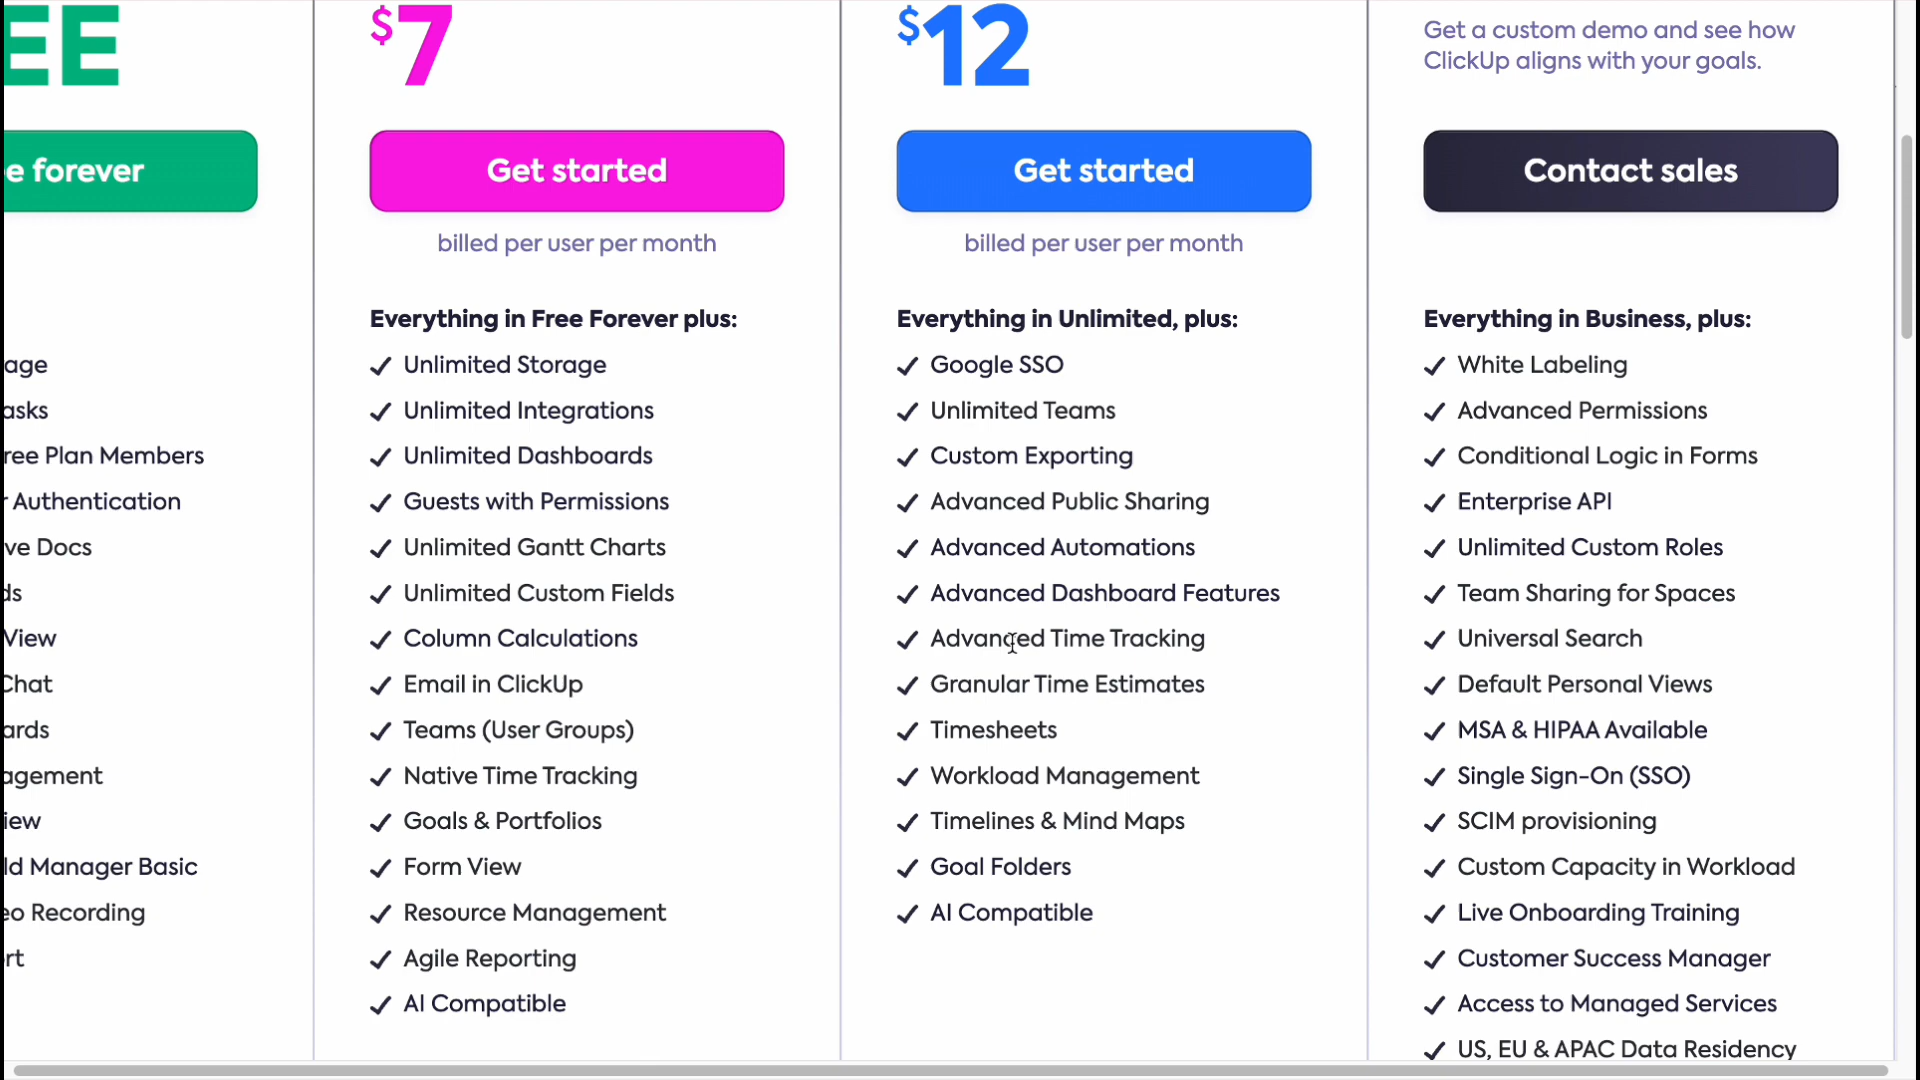 EE
e forever
age
asks
ree Plan Members
r Authentication
ve Docs
ds
View
Chat
ards
agement
iew
ld Manager Basic
eo Recording
rt
$7
Get started
billed per user per month
Everything in Free Forever plus:
Unlimited Storage
Unlimited Integrations
Unlimited Dashboards
Guests with Permissions
Unlimited Gantt Charts
Unlimited Custom Fields
Column Calculations
Email in ClickUp
Teams (User Groups)
Native Time Tracking
Goals & Portfolios
Form View
Resource Management
Agile Reporting
AI Compatible
$12
Get started
billed per user per month
Everything in Unlimited, plus:
Google SSO
Unlimited Teams
Custom Exporting
Advanced Public Sharing
Advanced Automations
Advanced Dashboard Features
Advanced Time Tracking
Granular Time Estimates
Timesheets
Workload Management
Timelines & Mind Maps
Goal Folders
AI Compatible
Get a custom demo and see how
ClickUp aligns with your goals.
Contact sales
Everything in Business, plus:
White Labeling
Advanced Permissions
Conditional Logic in Forms
Enterprise API
Unlimited Custom Roles
Team Sharing for Spaces
Universal Search
Default Personal Views
MSA & HIPAA Available
Single Sign-On (SSO)
SCIM provisioning
Custom Capacity in Workload
Live Onboarding Training
Customer Success Manager
Access to Managed Services
US, EU & APAC Data Residency